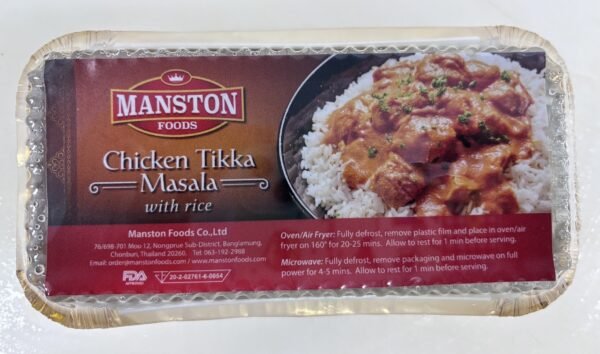 MANSTON
FOODS
Chicken Tikka
Masala
with rice
Manston Foods Co.,Ltd
76/698-701 Moo 12, Nongprue Sub-District, Bang'amung,
Chonburi, Thailand 20260. Tel 063-192-2988
Email: order@manstonfoods.com / www.manstonfoods.com
FDA
APPROVED
20-2-02761-6-0054
Oven/Air Fryer: Fully defrost, remove plastic film and place in oven/air
fryer on 160° for 20-25 mins. Allow to rest for 1 min before serving.
Microwave: Fully defrost, remove packaging and microwave on full
power for 4-5 mins. Allow to rest for 1 min before serving.